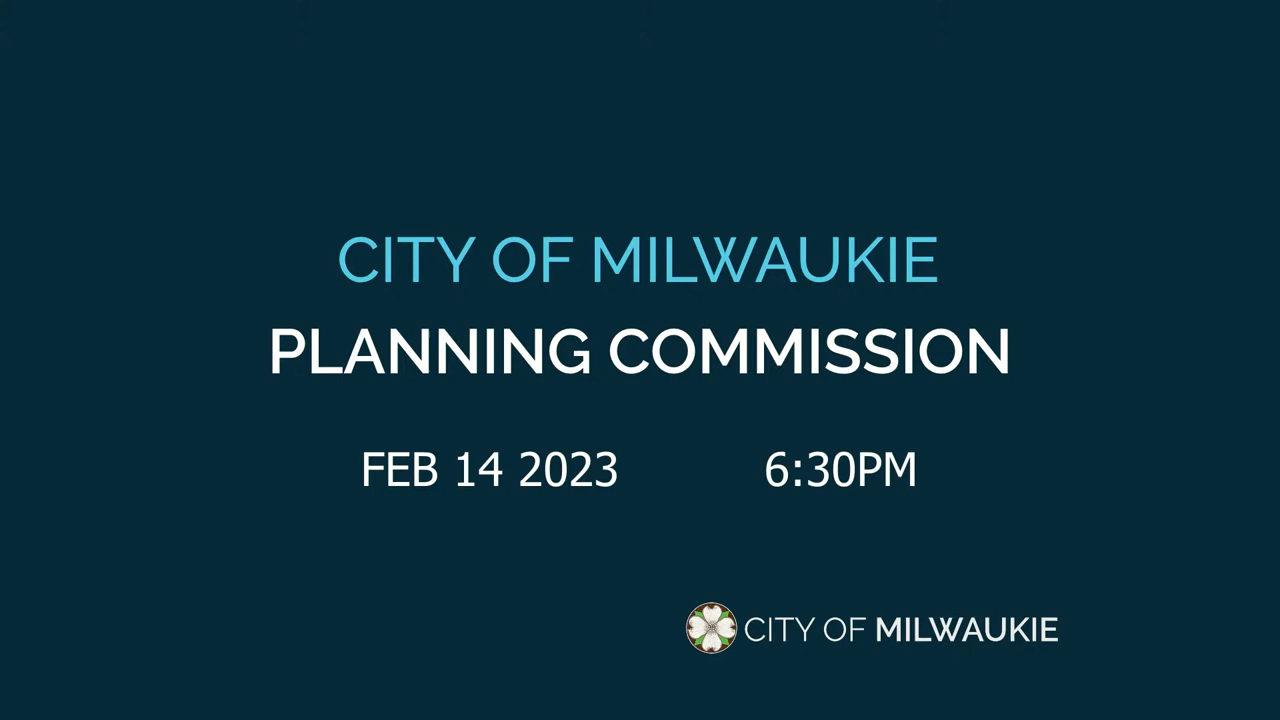 CITY OF MILWAUKIE
PLANNING COMMISSION
FEB 14 2023 6:30PM
CITY OF MILWAUKIE